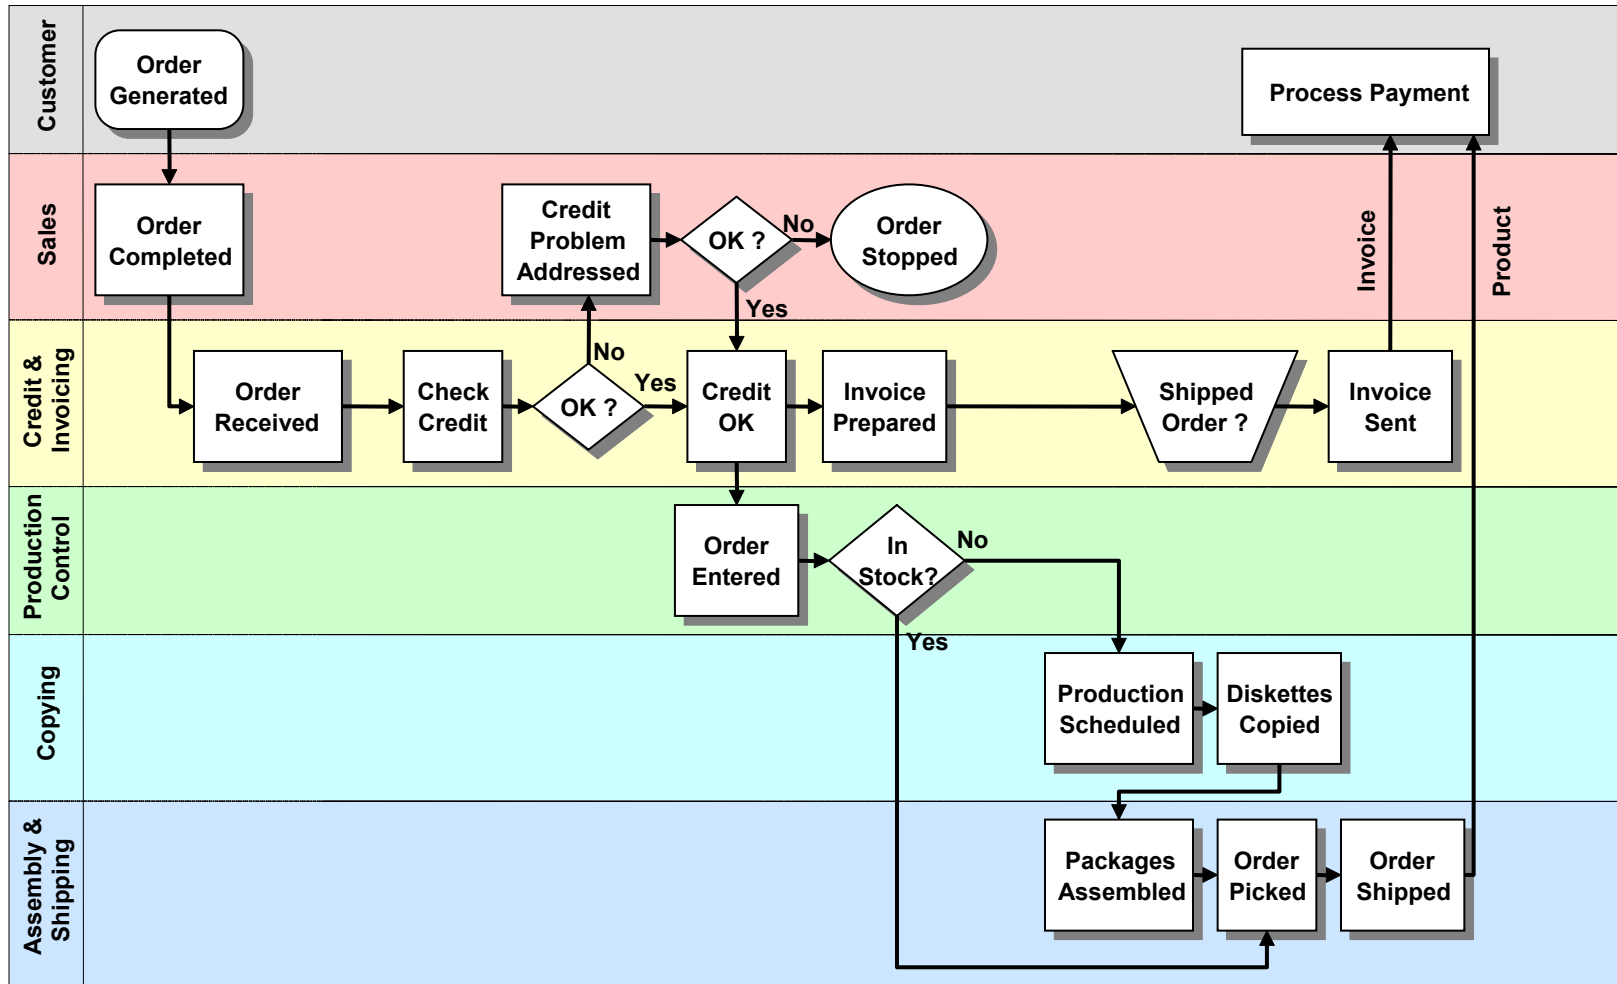 Customer
Order
Generated
Process Payment
Sales
Order
Completed
Credit
Problem
Addressed
OK ?
No
Order
Stopped
Yes
Invoice
Product
Credit &
Invoicing
Order
Received
Check
Credit
OK ?
No
Yes
Credit
OK
Invoice
Prepared
Shipped
Order ?
Invoice
Sent
Production
Control
Order
Entered
In
Stock?
No
Yes
Copying
Production
Scheduled
Diskettes
Copied
Assembly &
Shipping
Packages
Assembled
Order
Picked
Order
Shipped